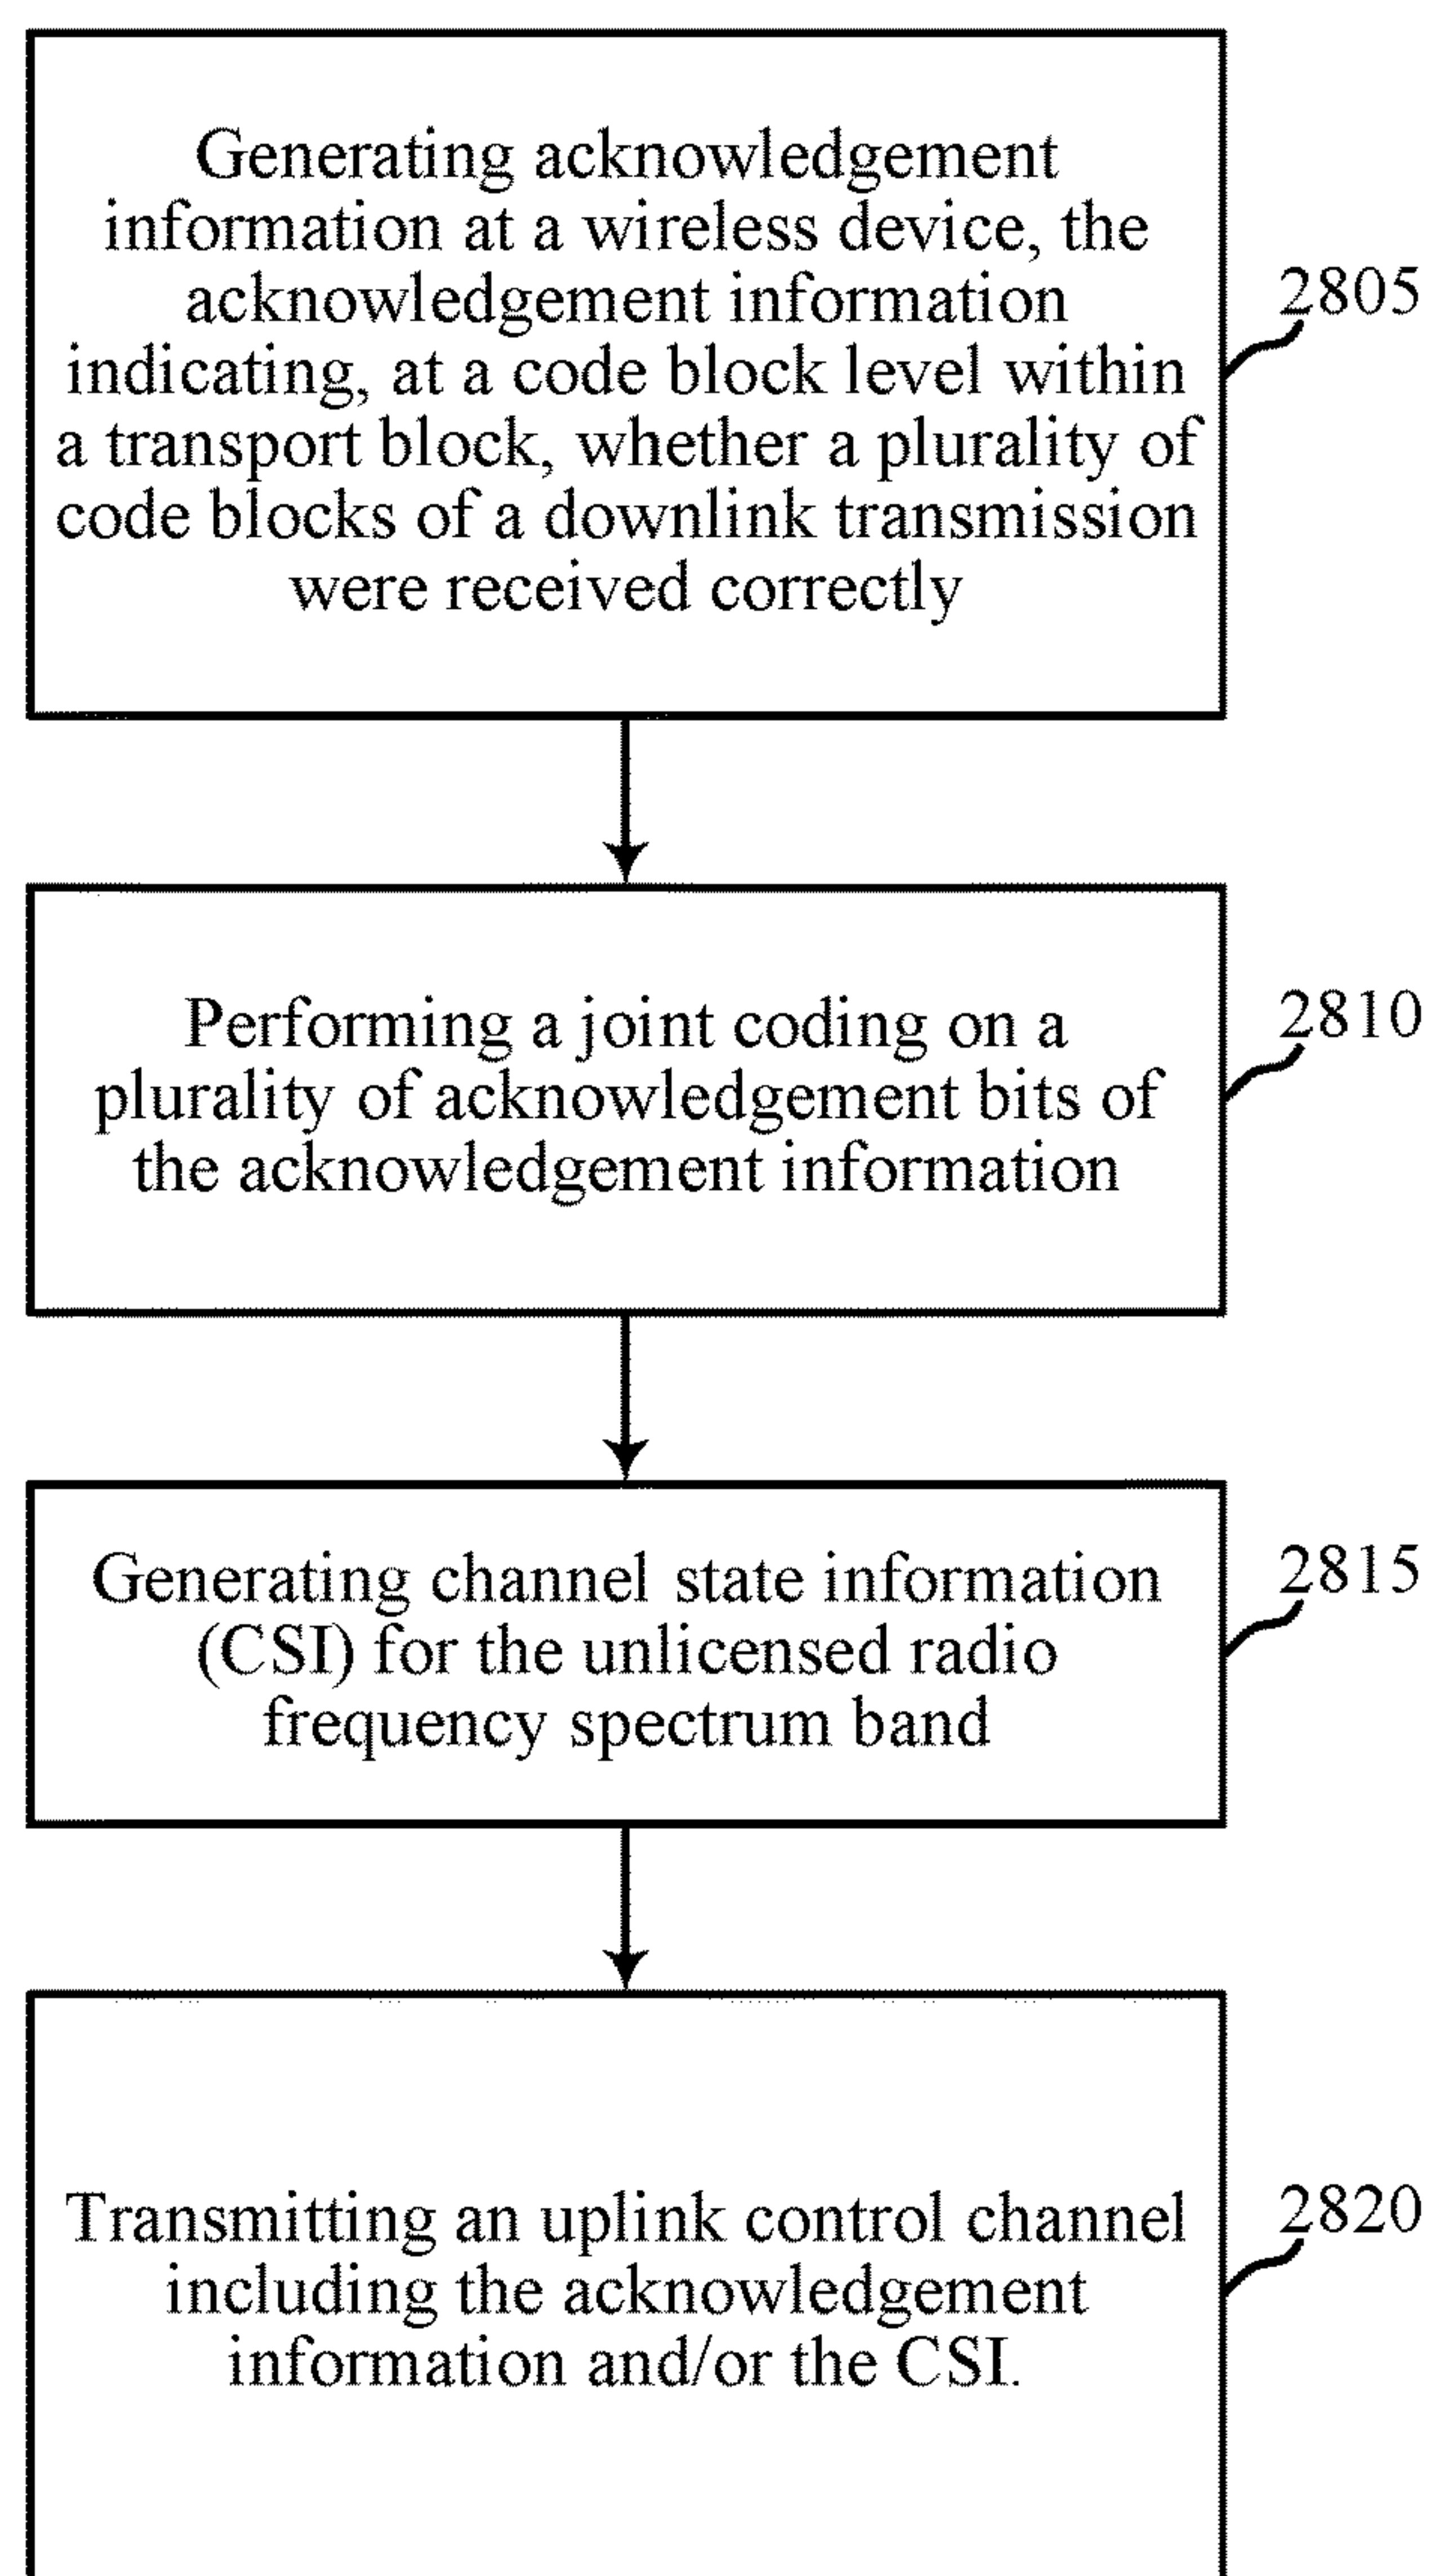 Generating acknowledgement
information at a wireless device, the
acknowledgement information
indicating, at a code block level within
a transport block, whether a plurality of
code blocks of a downlink transmission
were received correctly
2805
Performing a joint coding on a
plurality of acknowledgement bits of
the acknowledgement information
2810
Generating channel state information
(CSI) for the unlicensed radio
frequency spectrum band
2815
Transmitting an uplink control channel
including the acknowledgement
information and/or the CSI.
2820